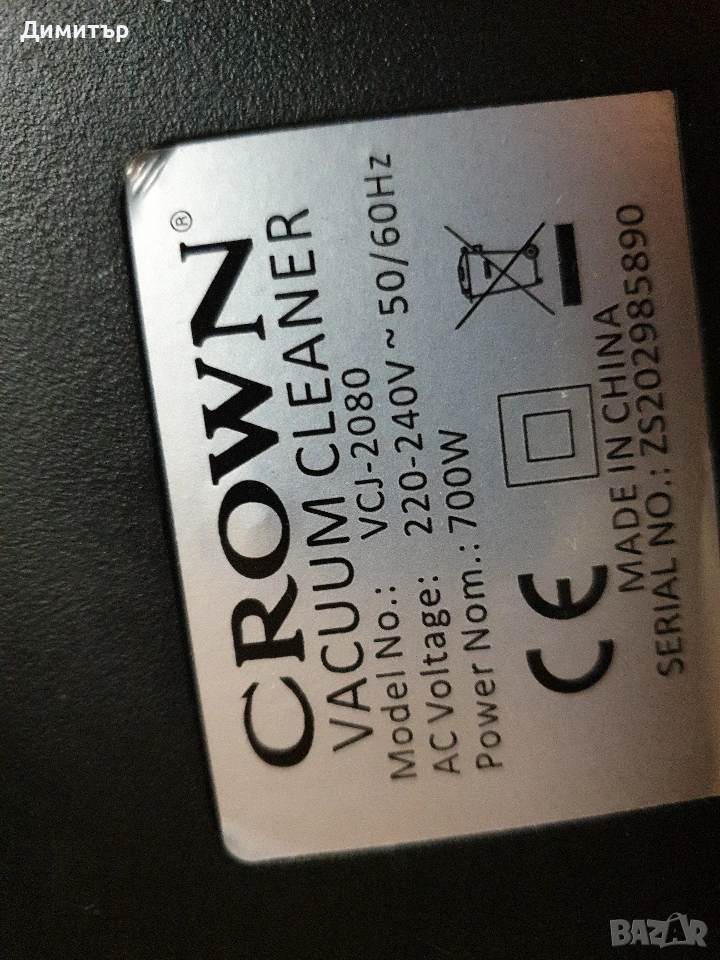 Димитър
CROWN®
VACUUM CLEANER
Model No.: VCJ-2080
AC Voltage: 220-240V ~ 50/60Hz
Power Nom.: 700W
CE
MADE IN CHINA
SERIAL NO.: ZS202985890
BAZAR